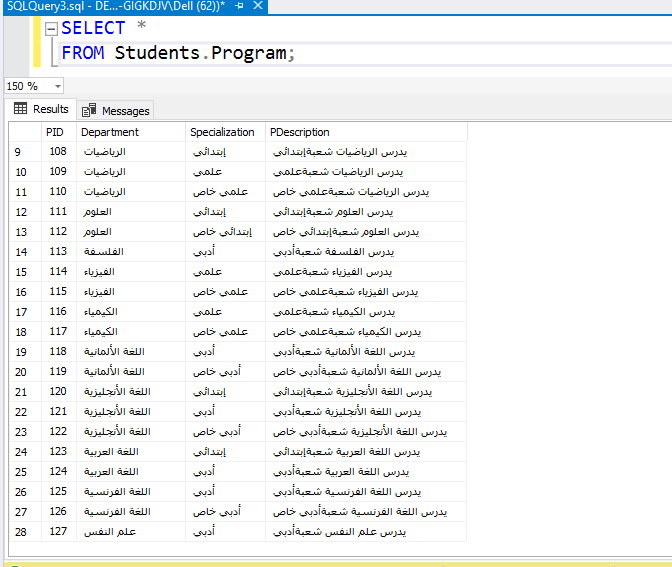 SQLQuery3.sql - DE...-GIGKDJV\Dell (62))*
SELECT *
FROM Students.Program;
150 %
Results Messages
PID Department Specialization PDescription
9 108 الرياضيات إبتدائي يدرس الرياضيات شعبةإبتدائي
10 109 الرياضيات علمي يدرس الرياضيات شعبةعلمي
11 110 الرياضيات علمي خاص يدرس الرياضيات شعبةعلمي خاص
12 111 العلوم إبتدائي يدرس العلوم شعبةإبتدائي
13 112 العلوم إبتدائي خاص يدرس العلوم شعبةإبتدائي خاص
14 113 الفلسفة أدبي يدرس الفلسفة شعبةأدبي
15 114 الفيزياء علمي يدرس الفيزياء شعبةعلمي
16 115 الفيزياء علمي خاص يدرس الفيزياء شعبةعلمي خاص
17 116 الكيمياء علمي يدرس الكيمياء شعبةعلمي
18 117 الكيمياء علمي خاص يدرس الكيمياء شعبةعلمي خاص
19 118 اللغة الألمانية أدبي يدرس اللغة الألمانية شعبةأدبي
20 119 اللغة الألمانية أدبي خاص يدرس اللغة الألمانية شعبةأدبي خاص
21 120 اللغة الأنجليزية إبتدائي يدرس اللغة الأنجليزية شعبةإبتدائي
22 121 اللغة الأنجليزية أدبي يدرس اللغة الأنجليزية شعبةأدبي
23 122 اللغة الأنجليزية أدبي خاص يدرس اللغة الأنجليزية شعبةأدبي خاص
24 123 اللغة العربية إبتدائي يدرس اللغة العربية شعبةإبتدائي
25 124 اللغة العربية أدبي يدرس اللغة العربية شعبةأدبي
26 125 اللغة الفرنسية أدبي يدرس اللغة الفرنسية شعبةأدبي
27 126 اللغة الفرنسية أدبي خاص يدرس اللغة الفرنسية شعبةأدبي خاص
28 127 علم النفس أدبي يدرس علم النفس شعبةأدبي